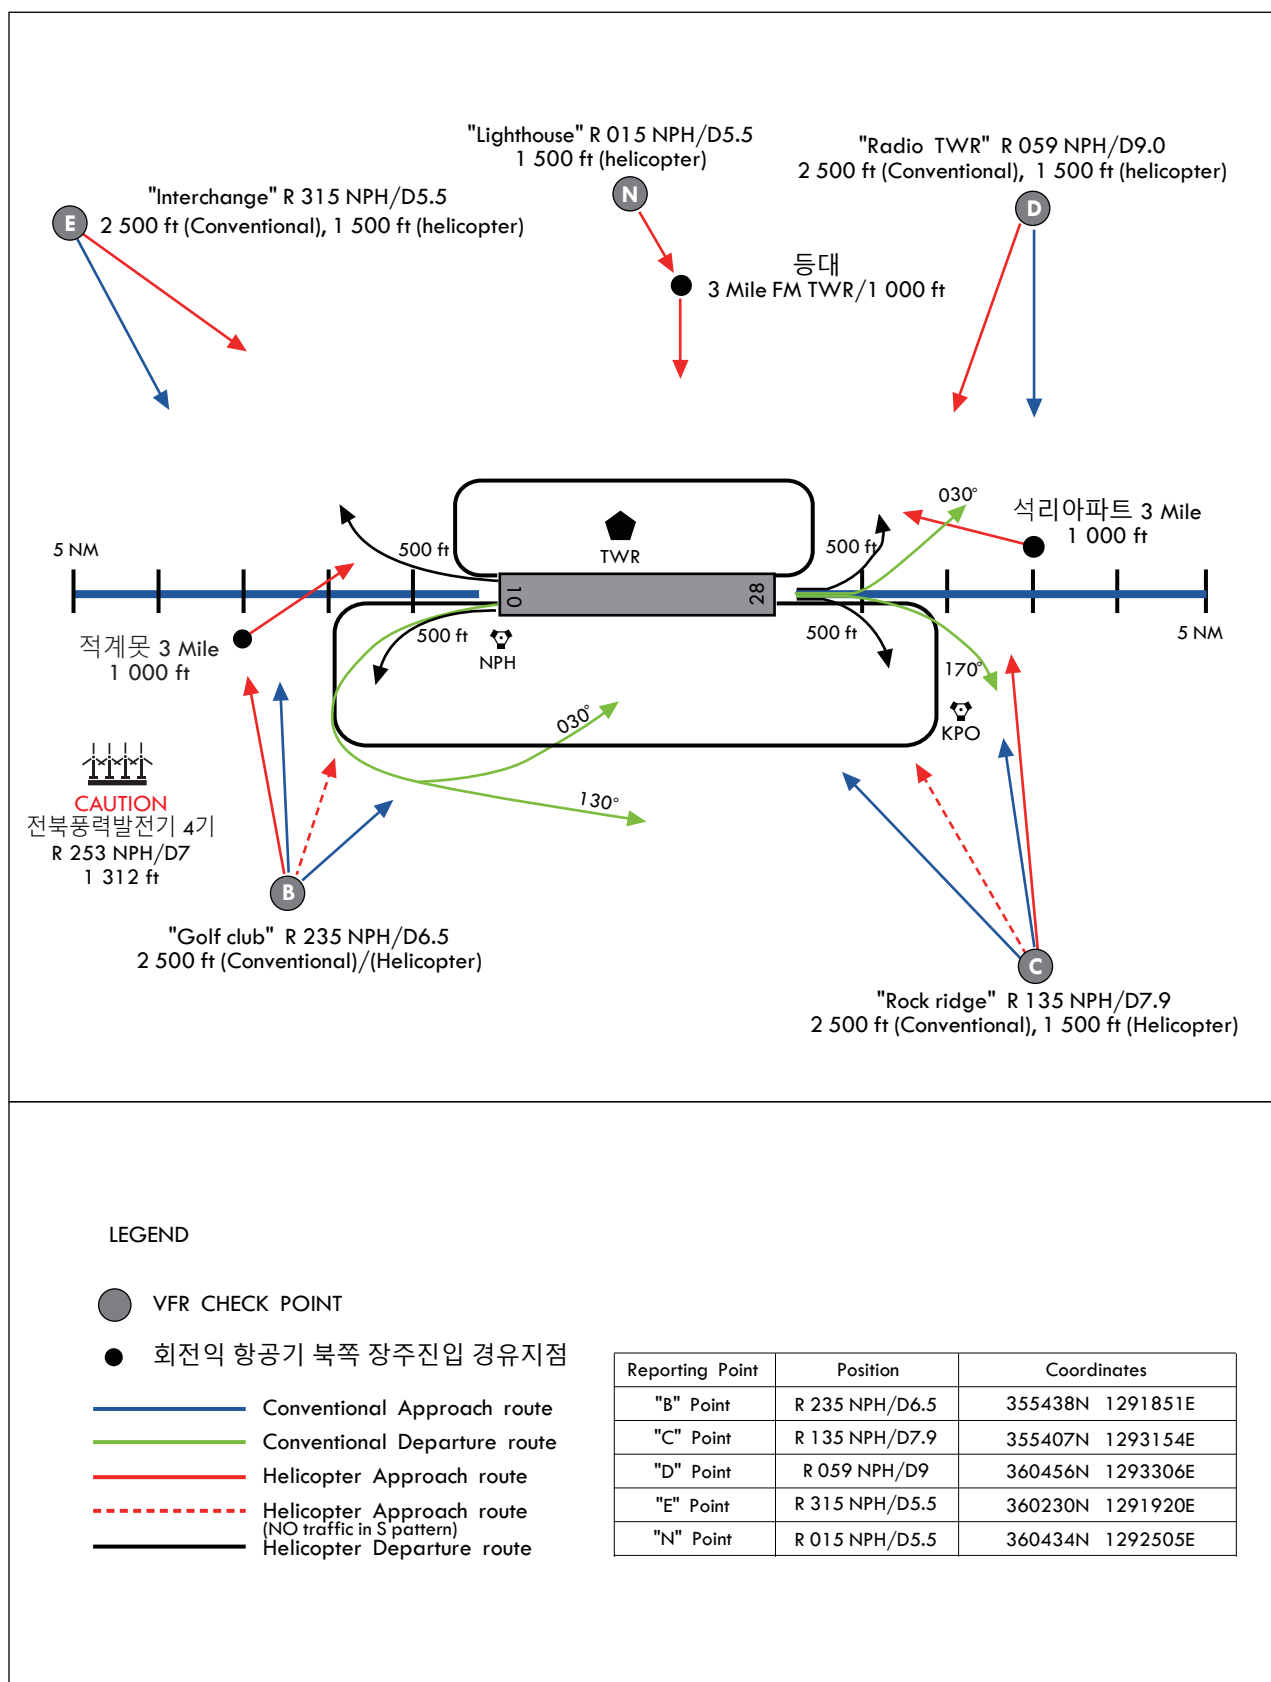 "Lighthouse" R 015 NPH/D5.5
1 500 ft (helicopter)
N
"Radio TWR" R 059 NPH/D9.0
2 500 ft (Conventional), 1 500 ft (helicopter)
D
"Interchange" R 315 NPH/D5.5
2 500 ft (Conventional), 1 500 ft (helicopter)
E
등대
3 Mile FM TWR/1 000 ft
030°
석리아파트 3 Mile
1 000 ft
5 NM
500 ft
TWR
500 ft
10
28
적계못 3 Mile
1 000 ft
500 ft
NPH
500 ft
5 NM
170°
KPO
030°
130°
CAUTION
전북풍력발전기 4기
R 253 NPH/D7
1 312 ft
B
"Golf club" R 235 NPH/D6.5
2 500 ft (Conventional)/(Helicopter)
C
"Rock ridge" R 135 NPH/D7.9
2 500 ft (Conventional), 1 500 ft (Helicopter)
LEGEND
VFR CHECK POINT
회전익 항공기 북쪽 장주진입 경유지점
Conventional Approach route
Conventional Departure route
Helicopter Approach route
Helicopter Approach route
(NO traffic in S pattern)
Helicopter Departure route
Reporting Point Position Coordinates
"B" Point R 235 NPH/D6.5 355438N 1291851E
"C" Point R 135 NPH/D7.9 355407N 1293154E
"D" Point R 059 NPH/D9 360456N 1293306E
"E" Point R 315 NPH/D5.5 360230N 1291920E
"N" Point R 015 NPH/D5.5 360434N 1292505E